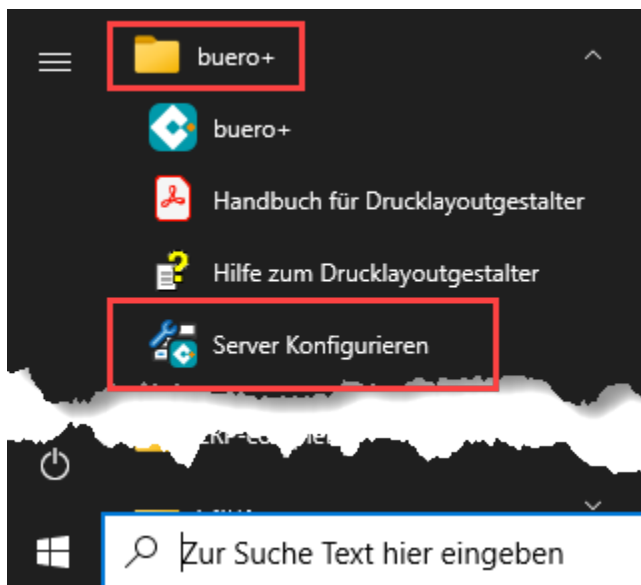 buero+
buero+
Handbuch für Drucklayoutgestalter
Hilfe zum Drucklayoutgestalter
Server Konfigurieren
Zur Suche Text hier eingeben